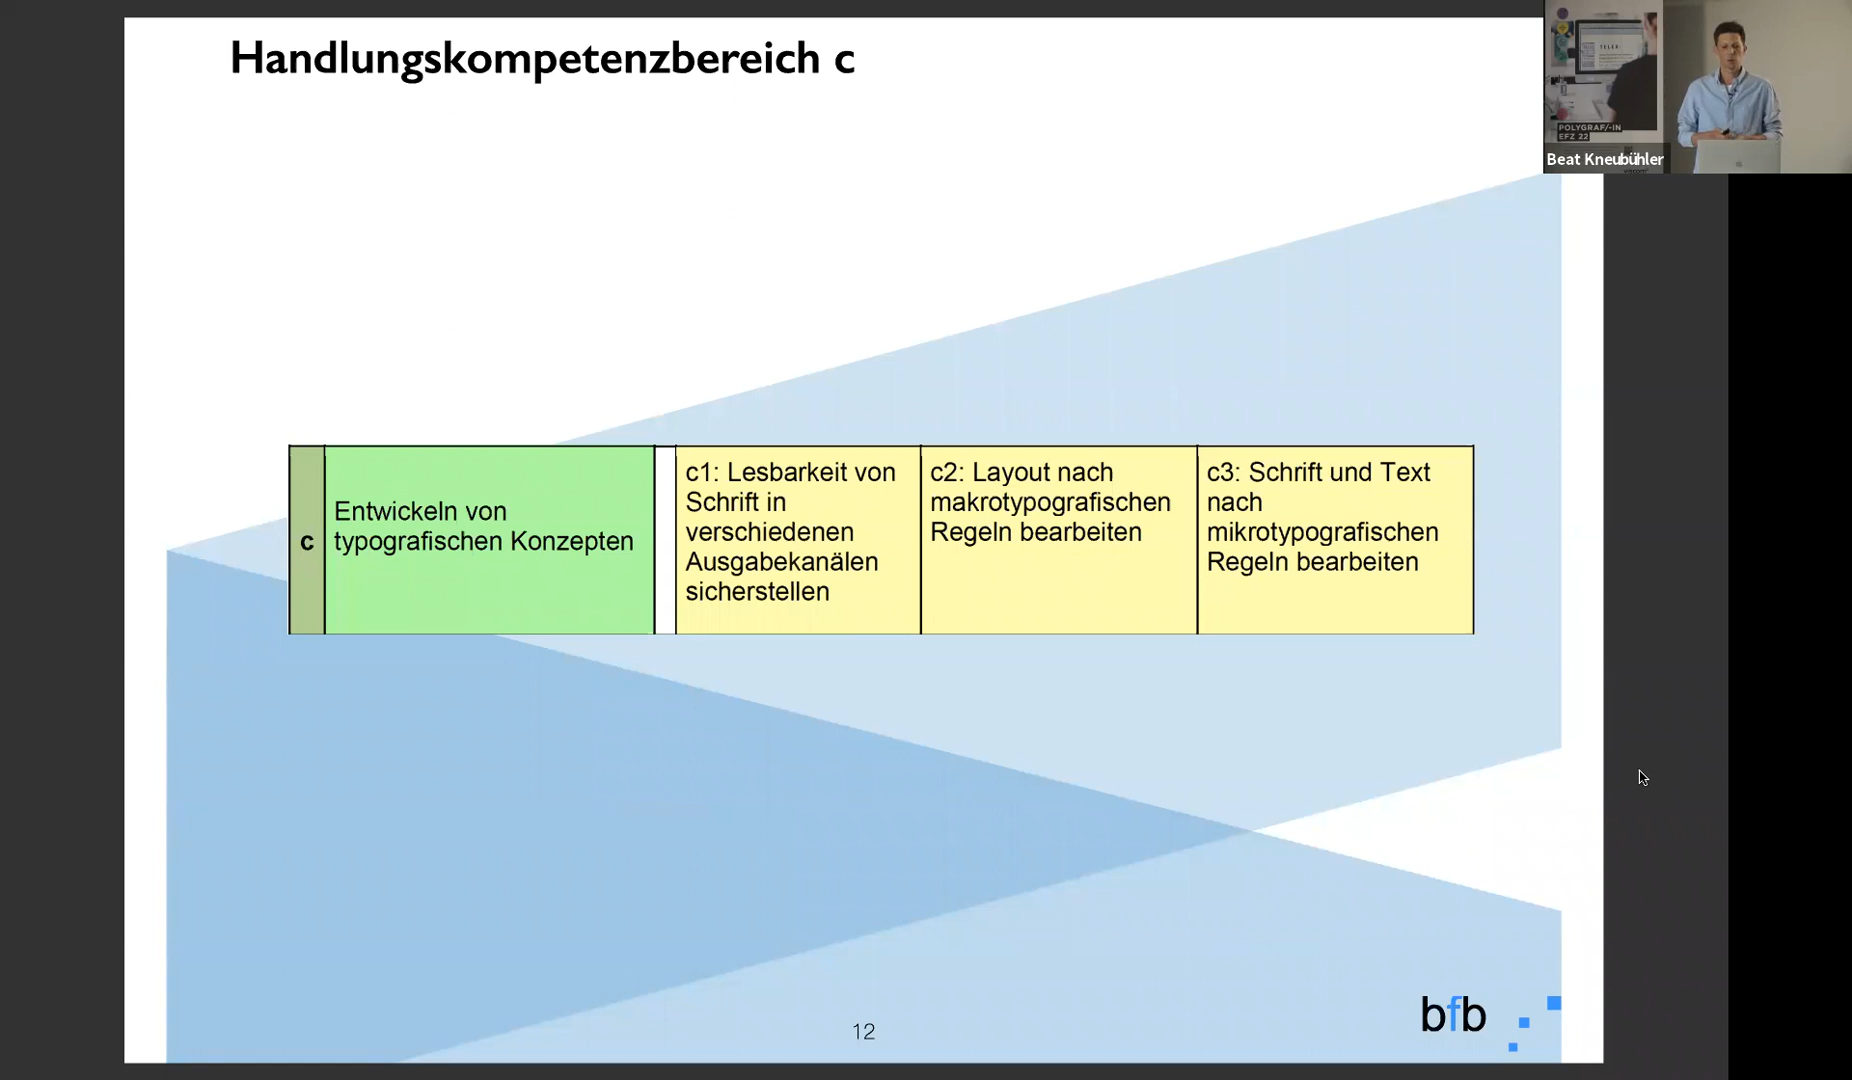 Handlungskompetenzbereich c
POLYGRAF/-IN
EFZ 22
Beat Kneubühler
c
Entwickeln von
typografischen Konzepten
c1: Lesbarkeit von
Schrift in
verschiedenen
Ausgabekanälen
sicherstellen
c2: Layout nach
makrotypografischen
Regeln bearbeiten
c3: Schrift und Text
nach
mikrotypografischen
Regeln bearbeiten
12
bfb